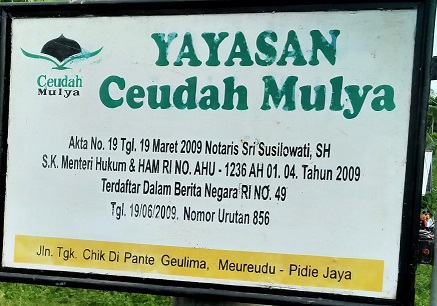 YAYASAN
Ceudah Mulya
Ceudah
Mulya
Akta No. 19 Tgl. 19 Maret 2009 Notaris Sri Susilowati, SH
S.K. Menteri Hukum & HAM RI NO. AHU - 1236 AH 01. 04. Tahun 2009
Terdaftar Dalam Berita Negara RI NO. 49
Tgl. 19/06/2009. Nomor Urutan 856
Jln. Tgk. Chik Di Pante Geulima, Meureudu - Pidie Jaya